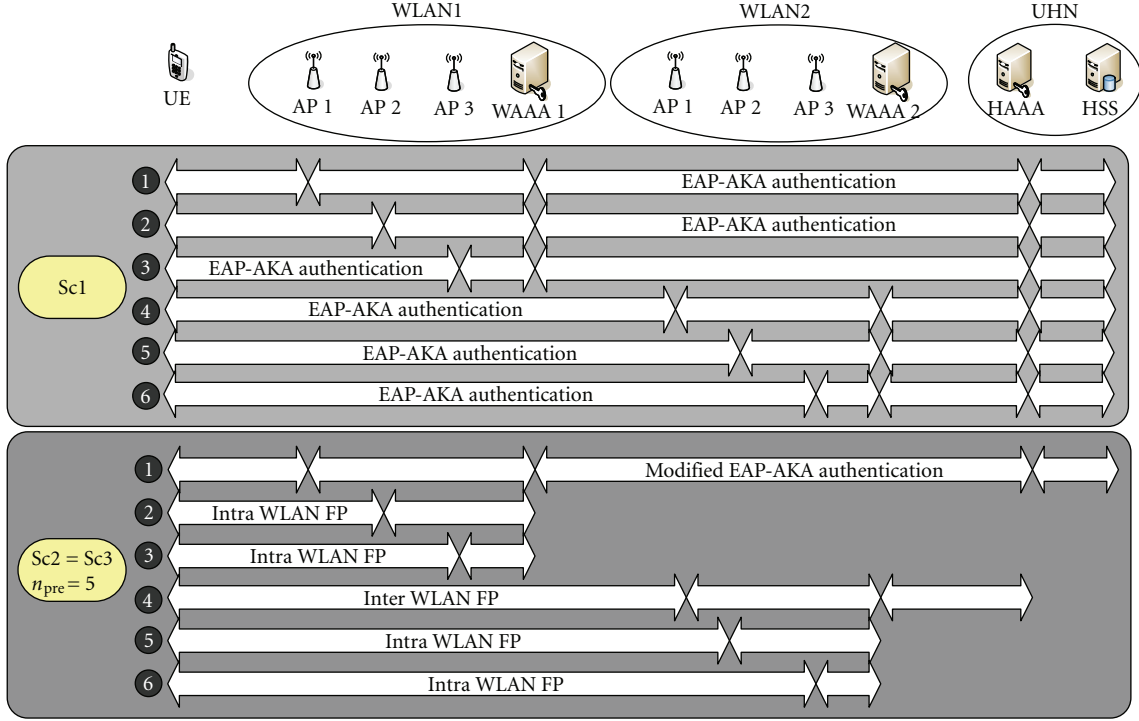 WLAN1
WLAN2
UHN
UE
AP 1
AP 2
AP 3
WAAA 1
AP 1
AP 2
AP 3
WAAA 2
HAAA
HSS
Sc1
1
EAP-AKA authentication
2
EAP-AKA authentication
3
EAP-AKA authentication
4
EAP-AKA authentication
5
EAP-AKA authentication
6
EAP-AKA authentication
Sc2 = Sc3
npre = 5
1
Modified EAP-AKA authentication
2
Intra WLAN FP
3
Intra WLAN FP
4
Inter WLAN FP
5
Intra WLAN FP
6
Intra WLAN FP